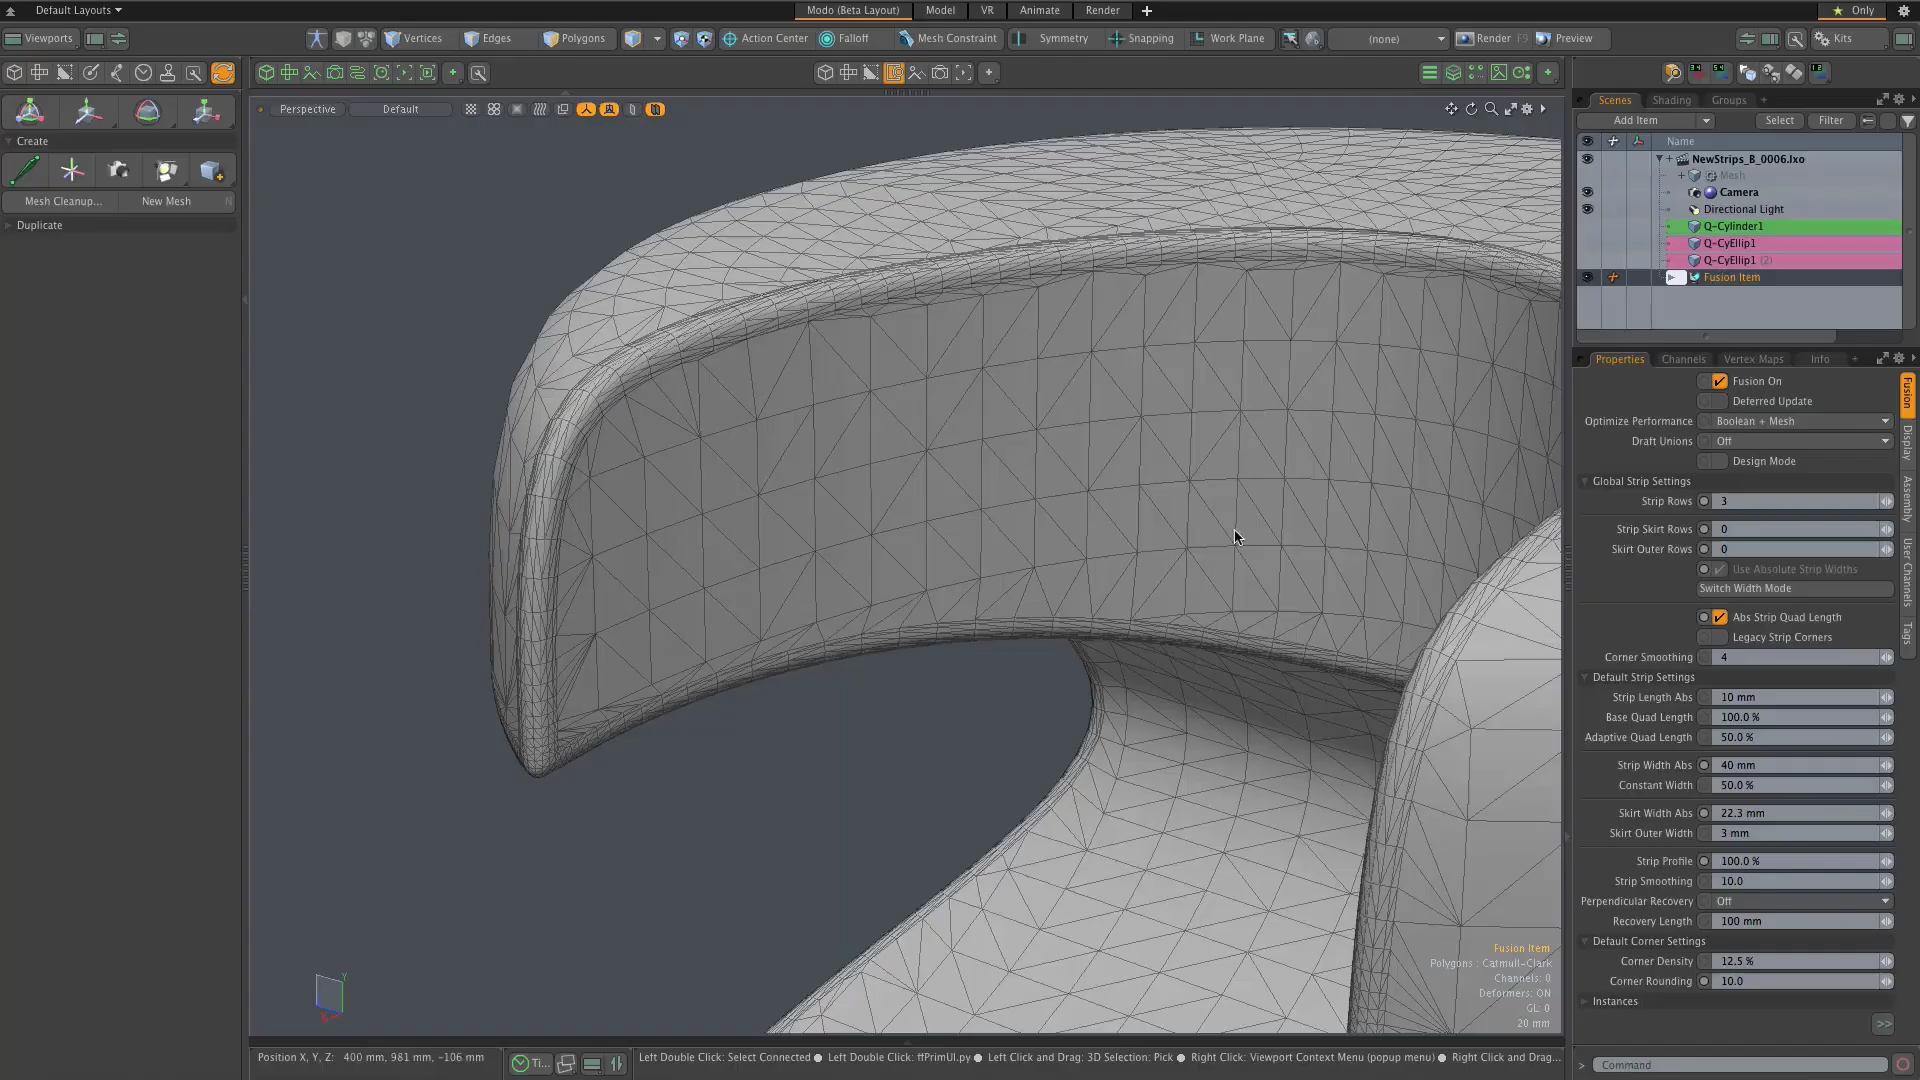 Default Layouts
Modo (Beta Layout)
Model
VR
Animate
Render
Only
Viewports
Vertices
Edges
Polygons
Action Center
Falloff
Mesh Constraint
Symmetry
Snapping
Work Plane
(none)
Render F9
Preview
Kits
Perspective
Default
Create
Mesh Cleanup...
New Mesh N
Duplicate
Scenes
Shading
Groups
Add Item
Select
Filter
Name
NewStrips_B_0006.lxo
Mesh
Camera
Directional Light
Q-Cylinder1
Q-CyEllip1
Q-CyEllip1 (2)
Fusion Item
Properties
Channels
Vertex Maps
Info
Fusion On
Deferred Update
Optimize Performance Boolean + Mesh
Draft Unions Off
Design Mode
Global Strip Settings
Strip Rows 3
Strip Skirt Rows 0
Skirt Outer Rows 0
Use Absolute Strip Widths
Switch Width Mode
Abs Strip Quad Length
Legacy Strip Corners
Corner Smoothing 4
Default Strip Settings
Strip Length Abs 10 mm
Base Quad Length 100.0 %
Adaptive Quad Length 50.0 %
Strip Width Abs 40 mm
Constant Width 50.0 %
Skirt Width Abs 22.3 mm
Skirt Outer Width 3 mm
Strip Profile 100.0 %
Strip Smoothing 10.0
Perpendicular Recovery Off
Recovery Length 100 mm
Default Corner Settings
Corner Density 12.5 %
Corner Rounding 10.0
Instances
>>
Fusion
Display
Assembly
User Channels
Tags
Fusion Item
Polygons : Catmull-Clark
Channels: 0
Deformers: ON
GL: 0
20 mm
Y
Position X, Y, Z: 400 mm, 981 mm, -106 mm
Ti...
Left Double Click: Select Connected ● Left Double Click: ffPrimUI.py ● Left Click and Drag: 3D Selection: Pick ● Right Click: Viewport Context Menu (popup menu) ● Right Click and Drag...
> Command